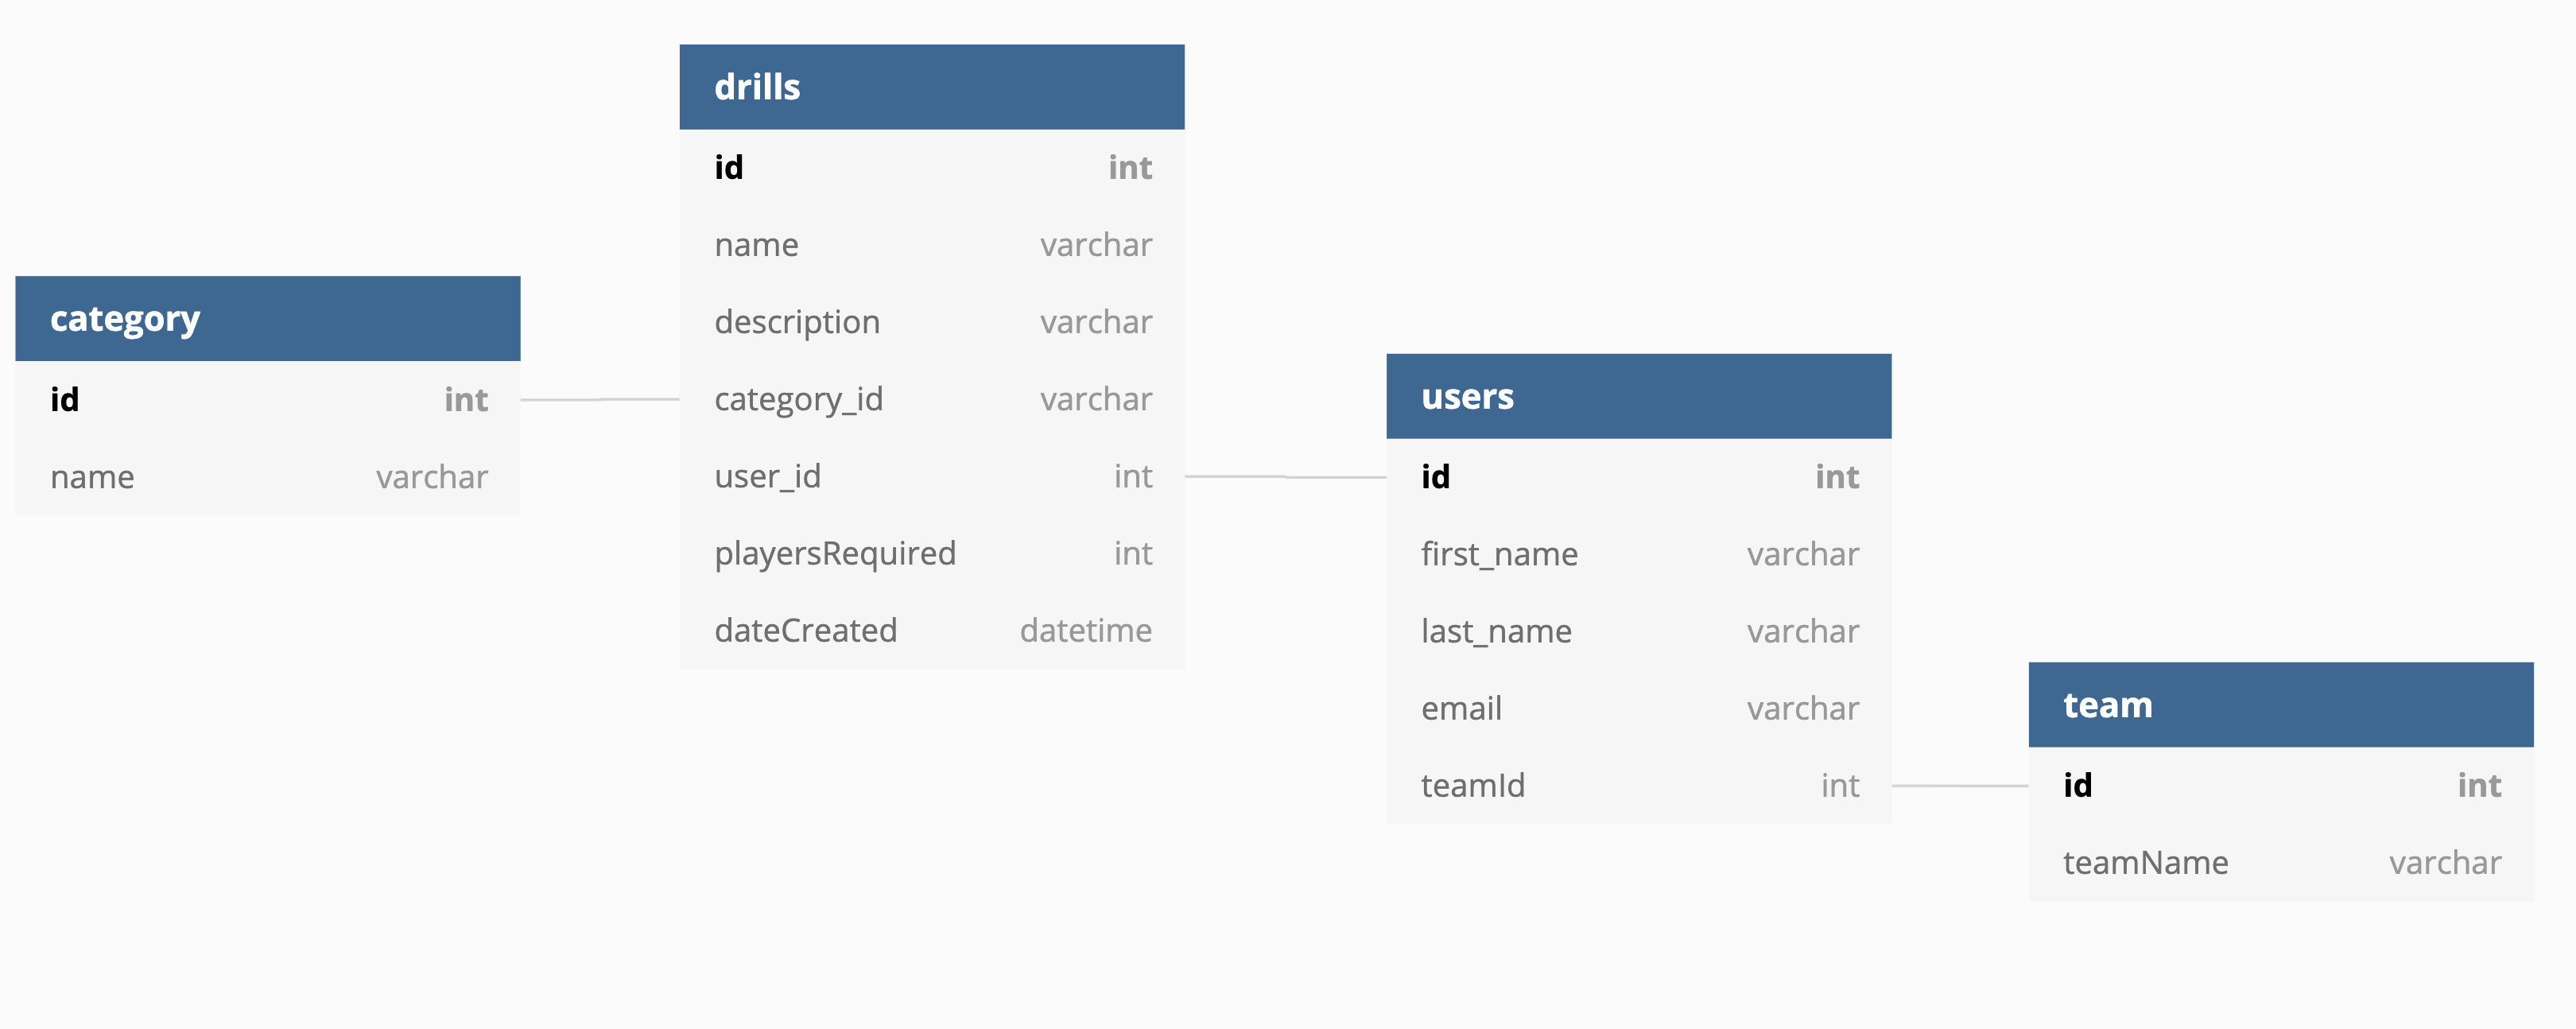 category
id int
name varchar
drills
id int
name varchar
description varchar
category_id varchar
user_id int
playersRequired int
dateCreated datetime
users
id int
first_name varchar
last_name varchar
email varchar
teamId int
team
id int
teamName varchar